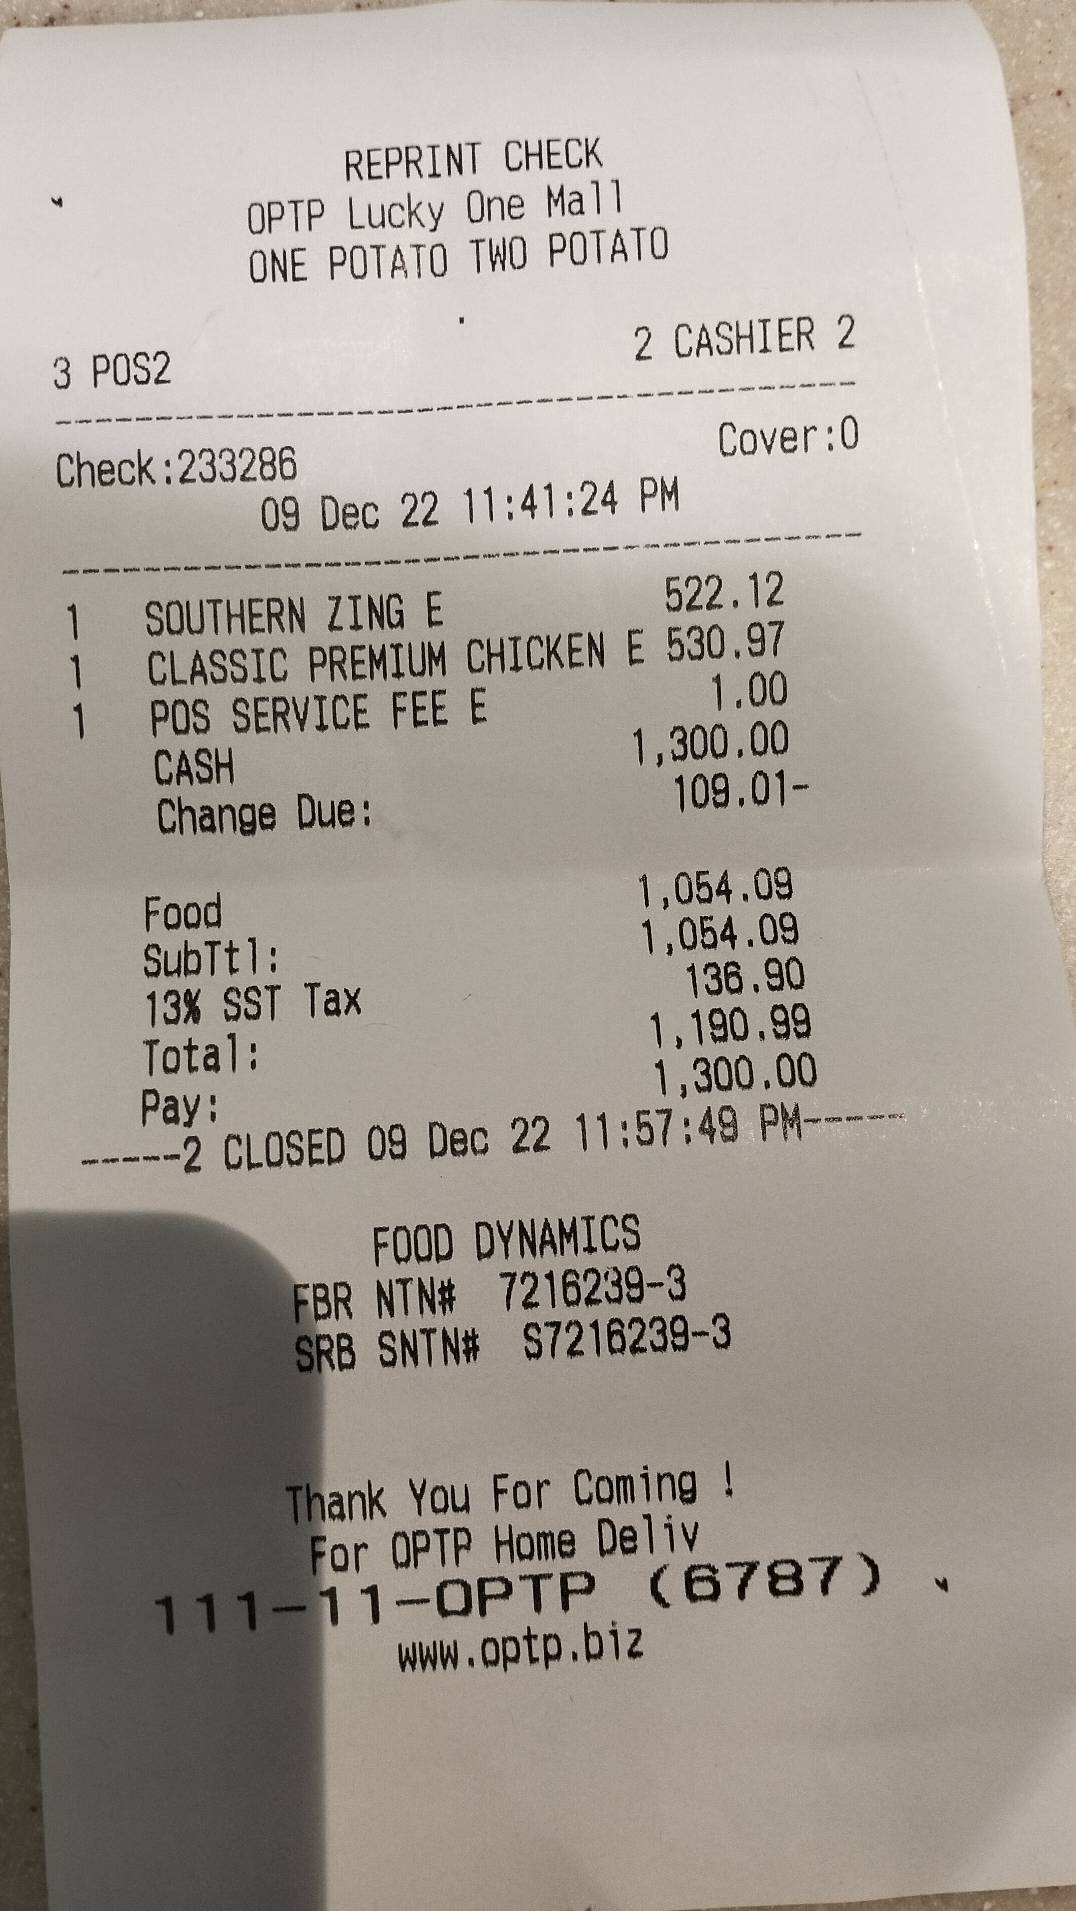 REPRINT CHECK
OPTP Lucky One Mall
ONE POTATO TWO POTATO
3 POS2 2 CASHIER 2
Check:233286 Cover:0
09 Dec 22 11:41:24 PM
1 SOUTHERN ZING E 522.12
1 CLASSIC PREMIUM CHICKEN E 530.97
1 POS SERVICE FEE E 1.00
CASH 1,300.00
Change Due: 109.01-
Food 1,054.09
SubTtl: 1,054.09
13% SST Tax 136.90
Total: 1,190.99
Pay: 1,300.00
-----2 CLOSED 09 Dec 22 11:57:49 PM-----
FOOD DYNAMICS
FBR NTN# 7216239-3
SRB SNTN# S7216239-3
Thank You For Coming !
For OPTP Home Deliv
111-11-OPTP (6787)
www.optp.biz